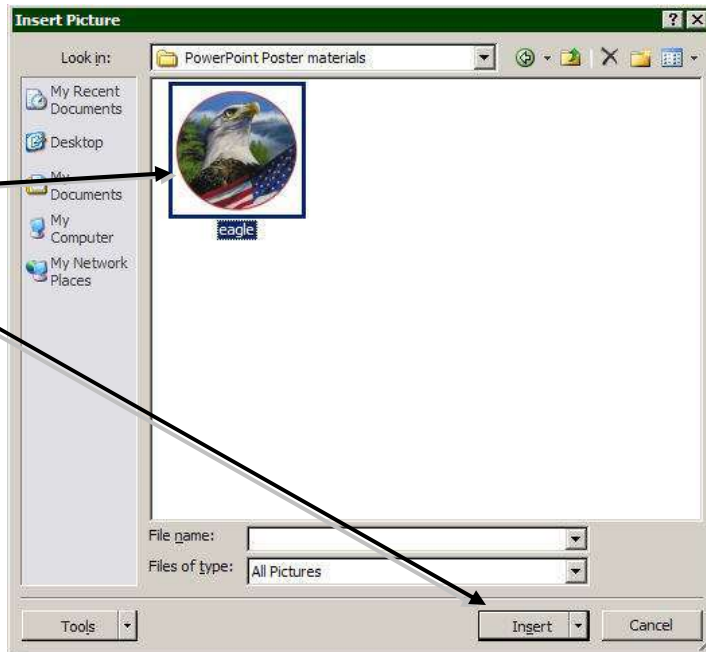 Insert Picture
Look in:
PowerPoint Poster materials
My Recent
Documents
Desktop
My
Documents
My
Computer
My Network
Places
eagle
File name:
Files of type:
All Pictures
Tools
Insert
Cancel